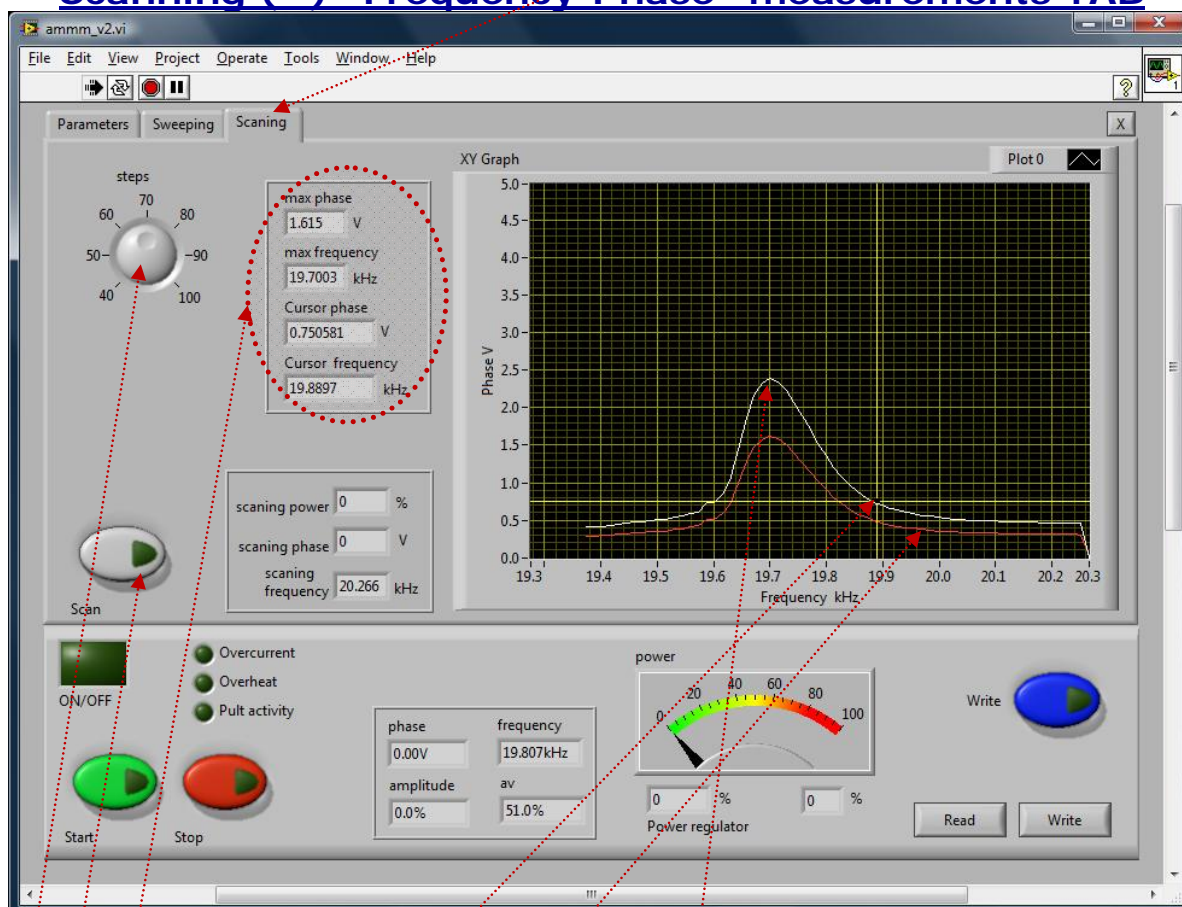 Scanning (…) "Frequency-Phase" measurements TAB
ammm_v2.vi
File Edit View Project Operate Tools Window Help
1
Parameters Sweeping Scaning X
steps
40 50 60 70 80 90 100
max phase
1.615 V
max frequency
19.7003 kHz
Cursor phase
0.750581 V
Cursor frequency
19.8897 kHz
XY Graph
Plot 0
5.0
4.5
4.0
3.5
3.0
2.5
2.0
1.5
1.0
0.5
0.0
Phase V
19.3 19.4 19.5 19.6 19.7 19.8 19.9 20.0 20.1 20.2 20.3
Frequency kHz
scaning power 0 %
scaning phase 0 V
scaning
frequency 20.266 kHz
Scan
ON/OFF
Overcurrent
Overheat
Pult activity
Start
Stop
phase
0.00V
frequency
19.807kHz
amplitude
0.0%
av
51.0%
power
0 20 40 60 80 100
0 %
0 %
Power regulator
Write
Read
Write